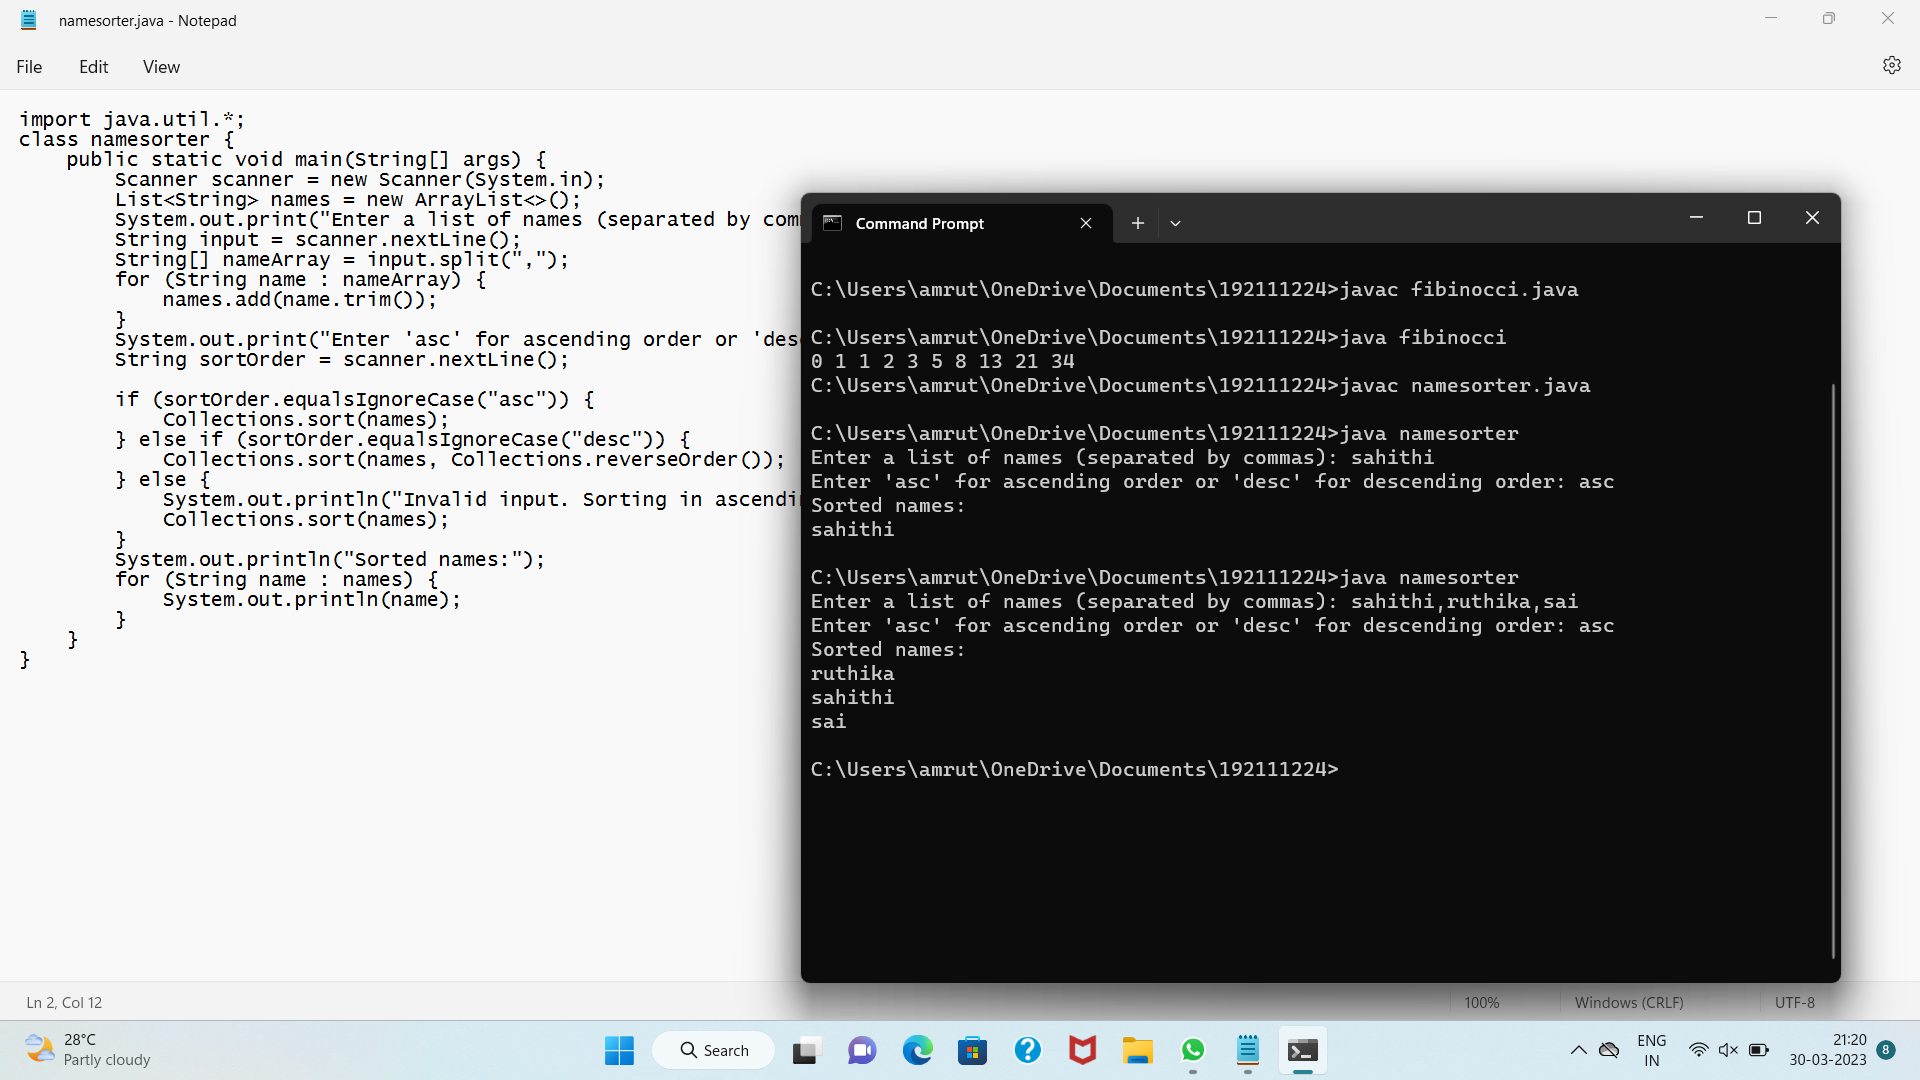 namesorter.java - Notepad
File Edit View
import java.util.*;
class namesorter {
    public static void main(String[] args) {
        Scanner scanner = new Scanner(System.in);
        List<String> names = new ArrayList<>();
        System.out.print("Enter a list of names (separated by com
        String input = scanner.nextLine();
        String[] nameArray = input.split(",");
        for (String name : nameArray) {
            names.add(name.trim());
        }
        System.out.print("Enter 'asc' for ascending order or 'des
        String sortOrder = scanner.nextLine();
        if (sortOrder.equalsIgnoreCase("asc")) {
            Collections.sort(names);
        } else if (sortOrder.equalsIgnoreCase("desc")) {
            Collections.sort(names, Collections.reverseOrder());
        } else {
            System.out.println("Invalid input. Sorting in ascendin
            Collections.sort(names);
        }
        System.out.println("Sorted names:");
        for (String name : names) {
            System.out.println(name);
        }
    }
}
Command Prompt
C:\Users\amrut\OneDrive\Documents\192111224>javac fibinocci.java
C:\Users\amrut\OneDrive\Documents\192111224>java fibinocci
0 1 1 2 3 5 8 13 21 34
C:\Users\amrut\OneDrive\Documents\192111224>javac namesorter.java
C:\Users\amrut\OneDrive\Documents\192111224>java namesorter
Enter a list of names (separated by commas): sahithi
Enter 'asc' for ascending order or 'desc' for descending order: asc
Sorted names:
sahithi
C:\Users\amrut\OneDrive\Documents\192111224>java namesorter
Enter a list of names (separated by commas): sahithi,ruthika,sai
Enter 'asc' for ascending order or 'desc' for descending order: asc
Sorted names:
ruthika
sahithi
sai
C:\Users\amrut\OneDrive\Documents\192111224>
Ln 2, Col 12
100%
Windows (CRLF)
UTF-8
28°C
Partly cloudy
Search
ENG
IN
21:20
30-03-2023
8